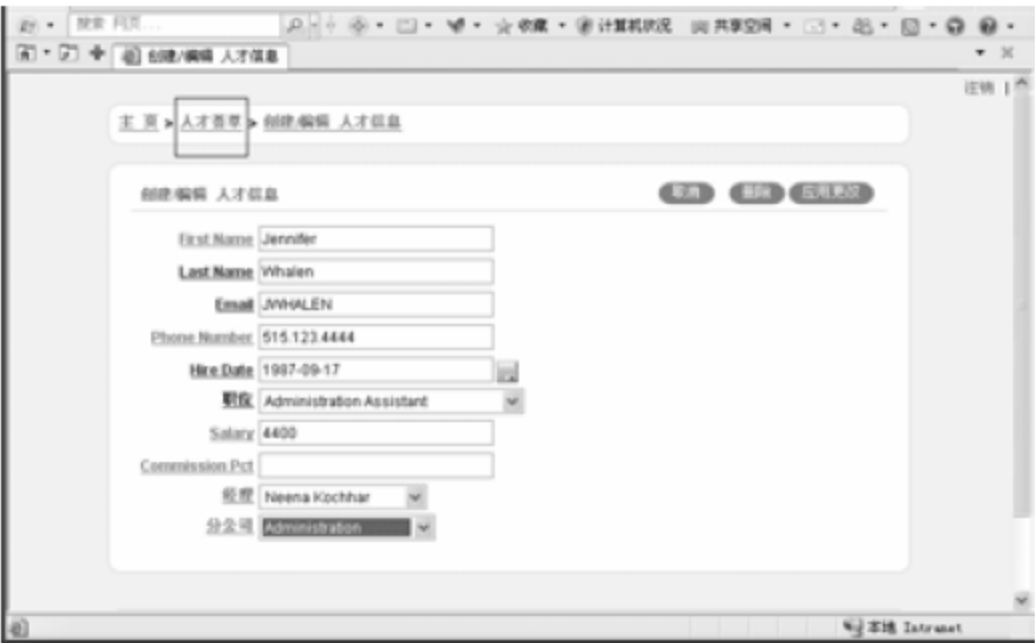 搜索 网页...
收藏 计算机状况 共享空间
创建/编辑 人才信息
注销 |
主 页 > 人才荟萃 > 创建/编辑 人才信息
创建/编辑 人才信息 取消 删除 应用更改
First Name Jennifer
Last Name Whalen
Email JWHALEN
Phone Number 515.123.4444
Hire Date 1987-09-17
职位 Administration Assistant
Salary 4400
Commission Pct
经理 Neena Kochhar
分公司 Administration
本地 Intranet